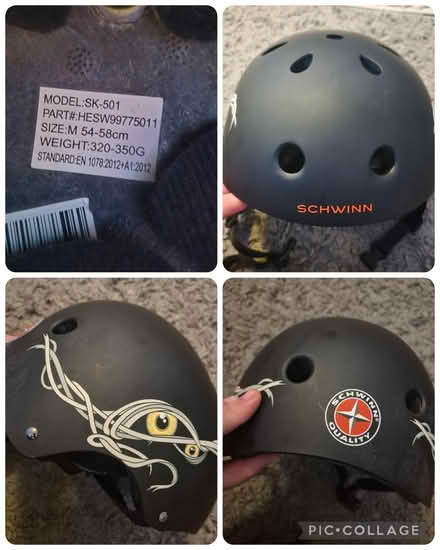 MODEL:SK-501
PART#:HESW99775011
SIZE:M 54-58cm
WEIGHT:320-350G
STANDARD:EN 1078:2012+A1:2012
SCHWINN
SCHWINN
QUALITY
PIC•COLLAGE